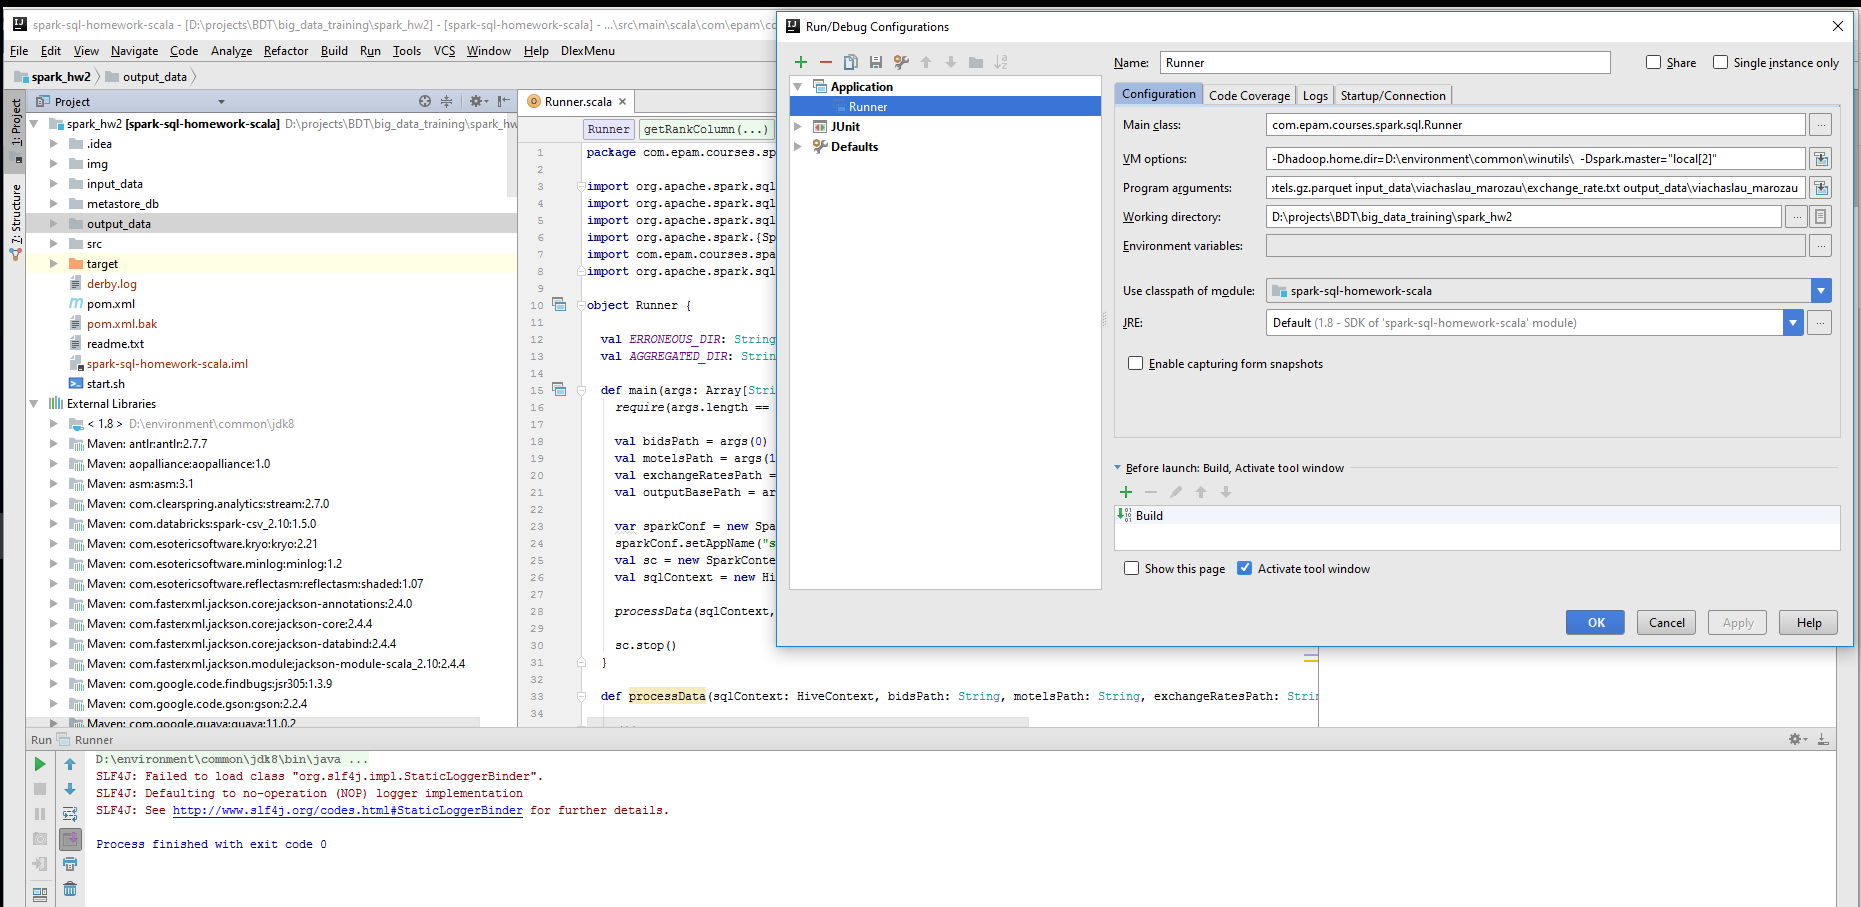 spark-sql-homework-scala - [D:\projects\BDT\big_data_training\spark_hw2] - [spark-sql-homework-scala] - ...\src\main\scala\com\epam\co
File Edit View Navigate Code Analyze Refactor Build Run Tools VCS Window Help DlexMenu
spark_hw2 output_data
1: Project
7: Structure
Project
spark_hw2 [spark-sql-homework-scala] D:\projects\BDT\big_data_training\spark_hw
.idea
img
input_data
metastore_db
output_data
src
target
derby.log
pom.xml
pom.xml.bak
readme.txt
spark-sql-homework-scala.iml
start.sh
External Libraries
< 1.8 > D:\environment\common\jdk8
Maven: antlr:antlr:2.7.7
Maven: aopalliance:aopalliance:1.0
Maven: asm:asm:3.1
Maven: com.clearspring.analytics:stream:2.7.0
Maven: com.databricks:spark-csv_2.10:1.5.0
Maven: com.esotericsoftware.kryo:kryo:2.21
Maven: com.esotericsoftware.minlog:minlog:1.2
Maven: com.esotericsoftware.reflectasm:reflectasm:shaded:1.07
Maven: com.fasterxml.jackson.core:jackson-annotations:2.4.0
Maven: com.fasterxml.jackson.core:jackson-core:2.4.4
Maven: com.fasterxml.jackson.core:jackson-databind:2.4.4
Maven: com.fasterxml.jackson.module:jackson-module-scala_2.10:2.4.4
Maven: com.google.code.findbugs:jsr305:1.3.9
Maven: com.google.code.gson:gson:2.2.4
Maven: com.google.guava:guava:11.0.2
Runner.scala
Runner getRankColumn(...)
1 package com.epam.courses.sp
2
3 import org.apache.spark.sql
4 import org.apache.spark.sql
5 import org.apache.spark.sql
6 import org.apache.spark.{Sp
7 import com.epam.courses.spa
8 import org.apache.spark.sql
9
10 object Runner {
11
12 val ERRONEOUS_DIR: String
13 val AGGREGATED_DIR: Strin
14
15 def main(args: Array[Stri
16 require(args.length ==
17
18 val bidsPath = args(0)
19 val motelsPath = args(1
20 val exchangeRatesPath =
21 val outputBasePath = ar
22
23 var sparkConf = new Spa
24 sparkConf.setAppName("s
25 val sc = new SparkConte
26 val sqlContext = new Hi
27
28 processData(sqlContext,
29
30 sc.stop()
31 }
32
33 def processData(sqlContext: HiveContext, bidsPath: String, motelsPath: String, exchangeRatesPath: Strin
34
Run/Debug Configurations
Application
Runner
JUnit
Defaults
Name: Runner Share Single instance only
Configuration Code Coverage Logs Startup/Connection
Main class: com.epam.courses.spark.sql.Runner ...
VM options: -Dhadoop.home.dir=D:\environment\common\winutils\ -Dspark.master="local[2]"
Program arguments: otels.gz.parquet input_data\viachaslau_marozau\exchange_rate.txt output_data\viachaslau_marozau
Working directory: D:\projects\BDT\big_data_training\spark_hw2 ...
Environment variables: ...
Use classpath of module: spark-sql-homework-scala
JRE: Default (1.8 - SDK of 'spark-sql-homework-scala' module) ...
Enable capturing form snapshots
Before launch: Build, Activate tool window
Build
Show this page Activate tool window
OK Cancel Apply Help
Run Runner
D:\environment\common\jdk8\bin\java ...
SLF4J: Failed to load class "org.slf4j.impl.StaticLoggerBinder".
SLF4J: Defaulting to no-operation (NOP) logger implementation
SLF4J: See http://www.slf4j.org/codes.html#StaticLoggerBinder for further details.
Process finished with exit code 0